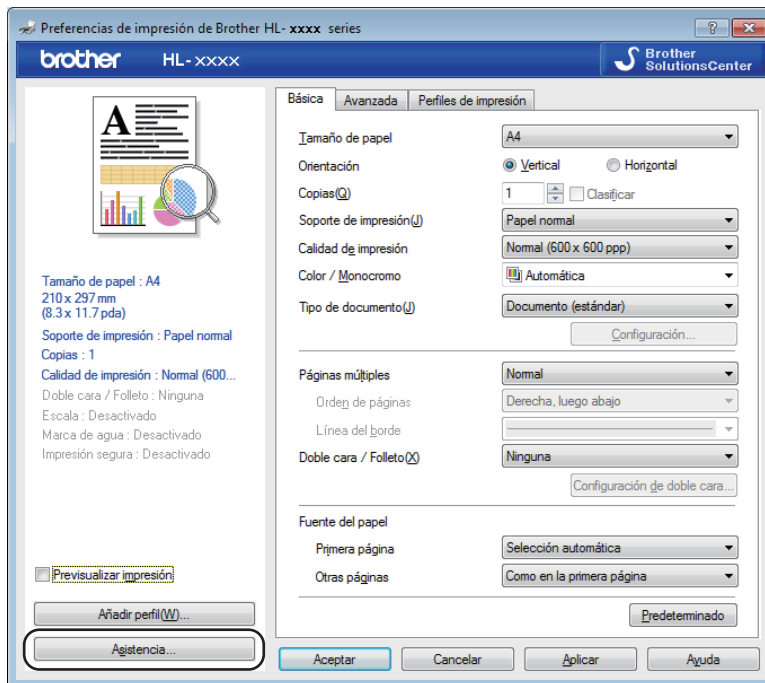 Preferencias de impresión de Brother HL- xxxx series
brother HL-xxxx
Brother
SolutionsCenter
A
Tamaño de papel : A4
210 x 297 mm
(8.3 x 11.7 pda)
Soporte de impresión : Papel normal
Copias : 1
Calidad de impresión : Normal (600...
Doble cara / Folleto : Ninguna
Escala : Desactivado
Marca de agua : Desactivado
Impresión segura : Desactivado
Previsualizar impresión
Añadir perfil(W)...
Asistencia...
Básica Avanzada Perfiles de impresión
Tamaño de papel A4
Orientación Vertical Horizontal
Copias(Q) 1 Clasificar
Soporte de impresión(J) Papel normal
Calidad de impresión Normal (600 x 600 ppp)
Color / Monocromo Automática
Tipo de documento(J) Documento (estándar)
Configuración...
Páginas múltiples Normal
Orden de páginas Derecha, luego abajo
Línea del borde
Doble cara / Folleto(X) Ninguna
Configuración de doble cara...
Fuente del papel
Primera página Selección automática
Otras páginas Como en la primera página
Predeterminado
Aceptar Cancelar Aplicar Ayuda